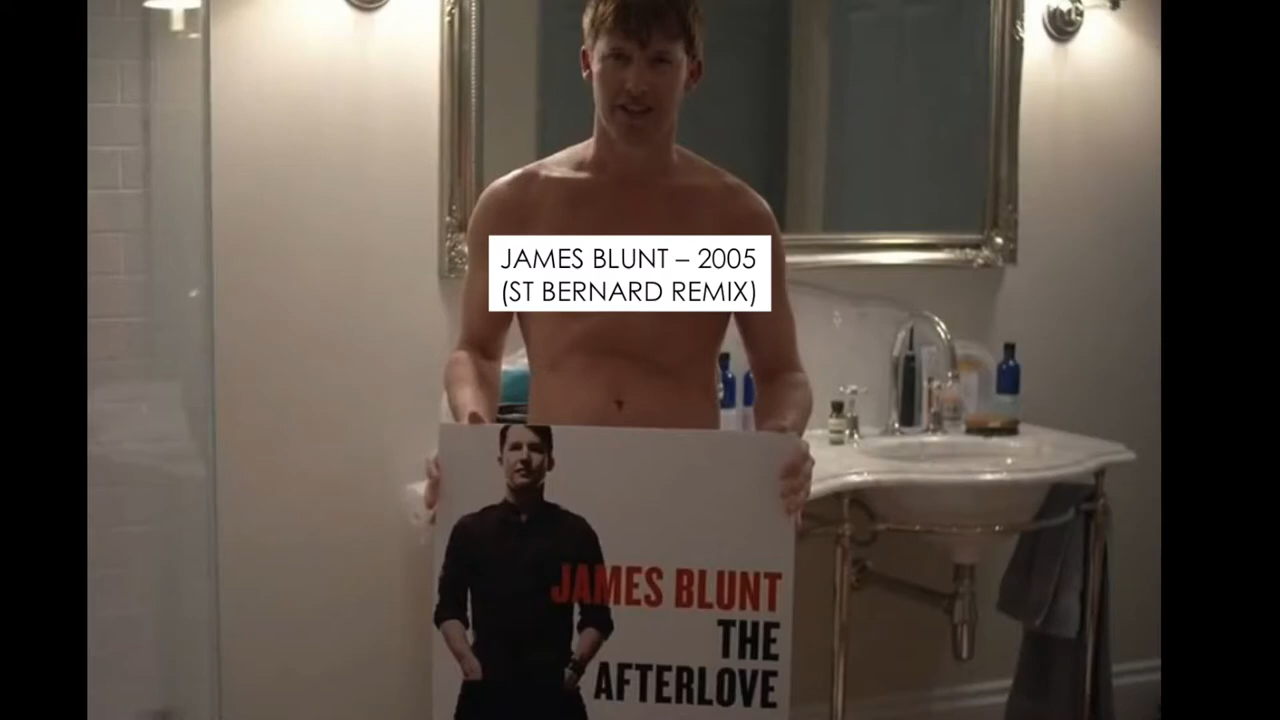 JAMES BLUNT – 2005
(ST BERNARD REMIX)
JAMES BLUNT
THE
AFTERLOVE